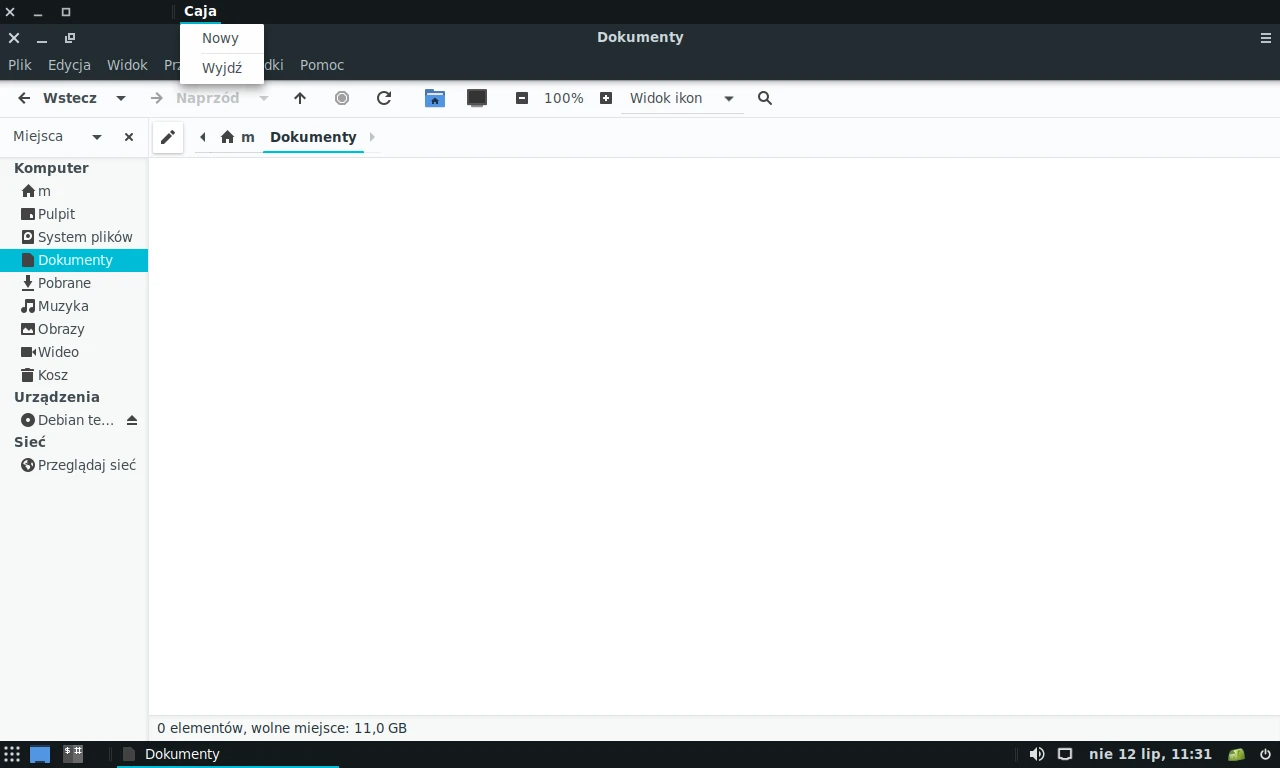 Caja
Nowy
Wyjdź
Dokumenty
Plik Edycja Widok Prz dki Pomoc
Wstecz Naprzód 100% Widok ikon
Miejsca
m Dokumenty
Komputer
m
Pulpit
System plików
Dokumenty
Pobrane
Muzyka
Obrazy
Wideo
Kosz
Urządzenia
Debian te...
Sieć
Przeglądaj sieć
0 elementów, wolne miejsce: 11,0 GB
Dokumenty
nie 12 lip, 11:31